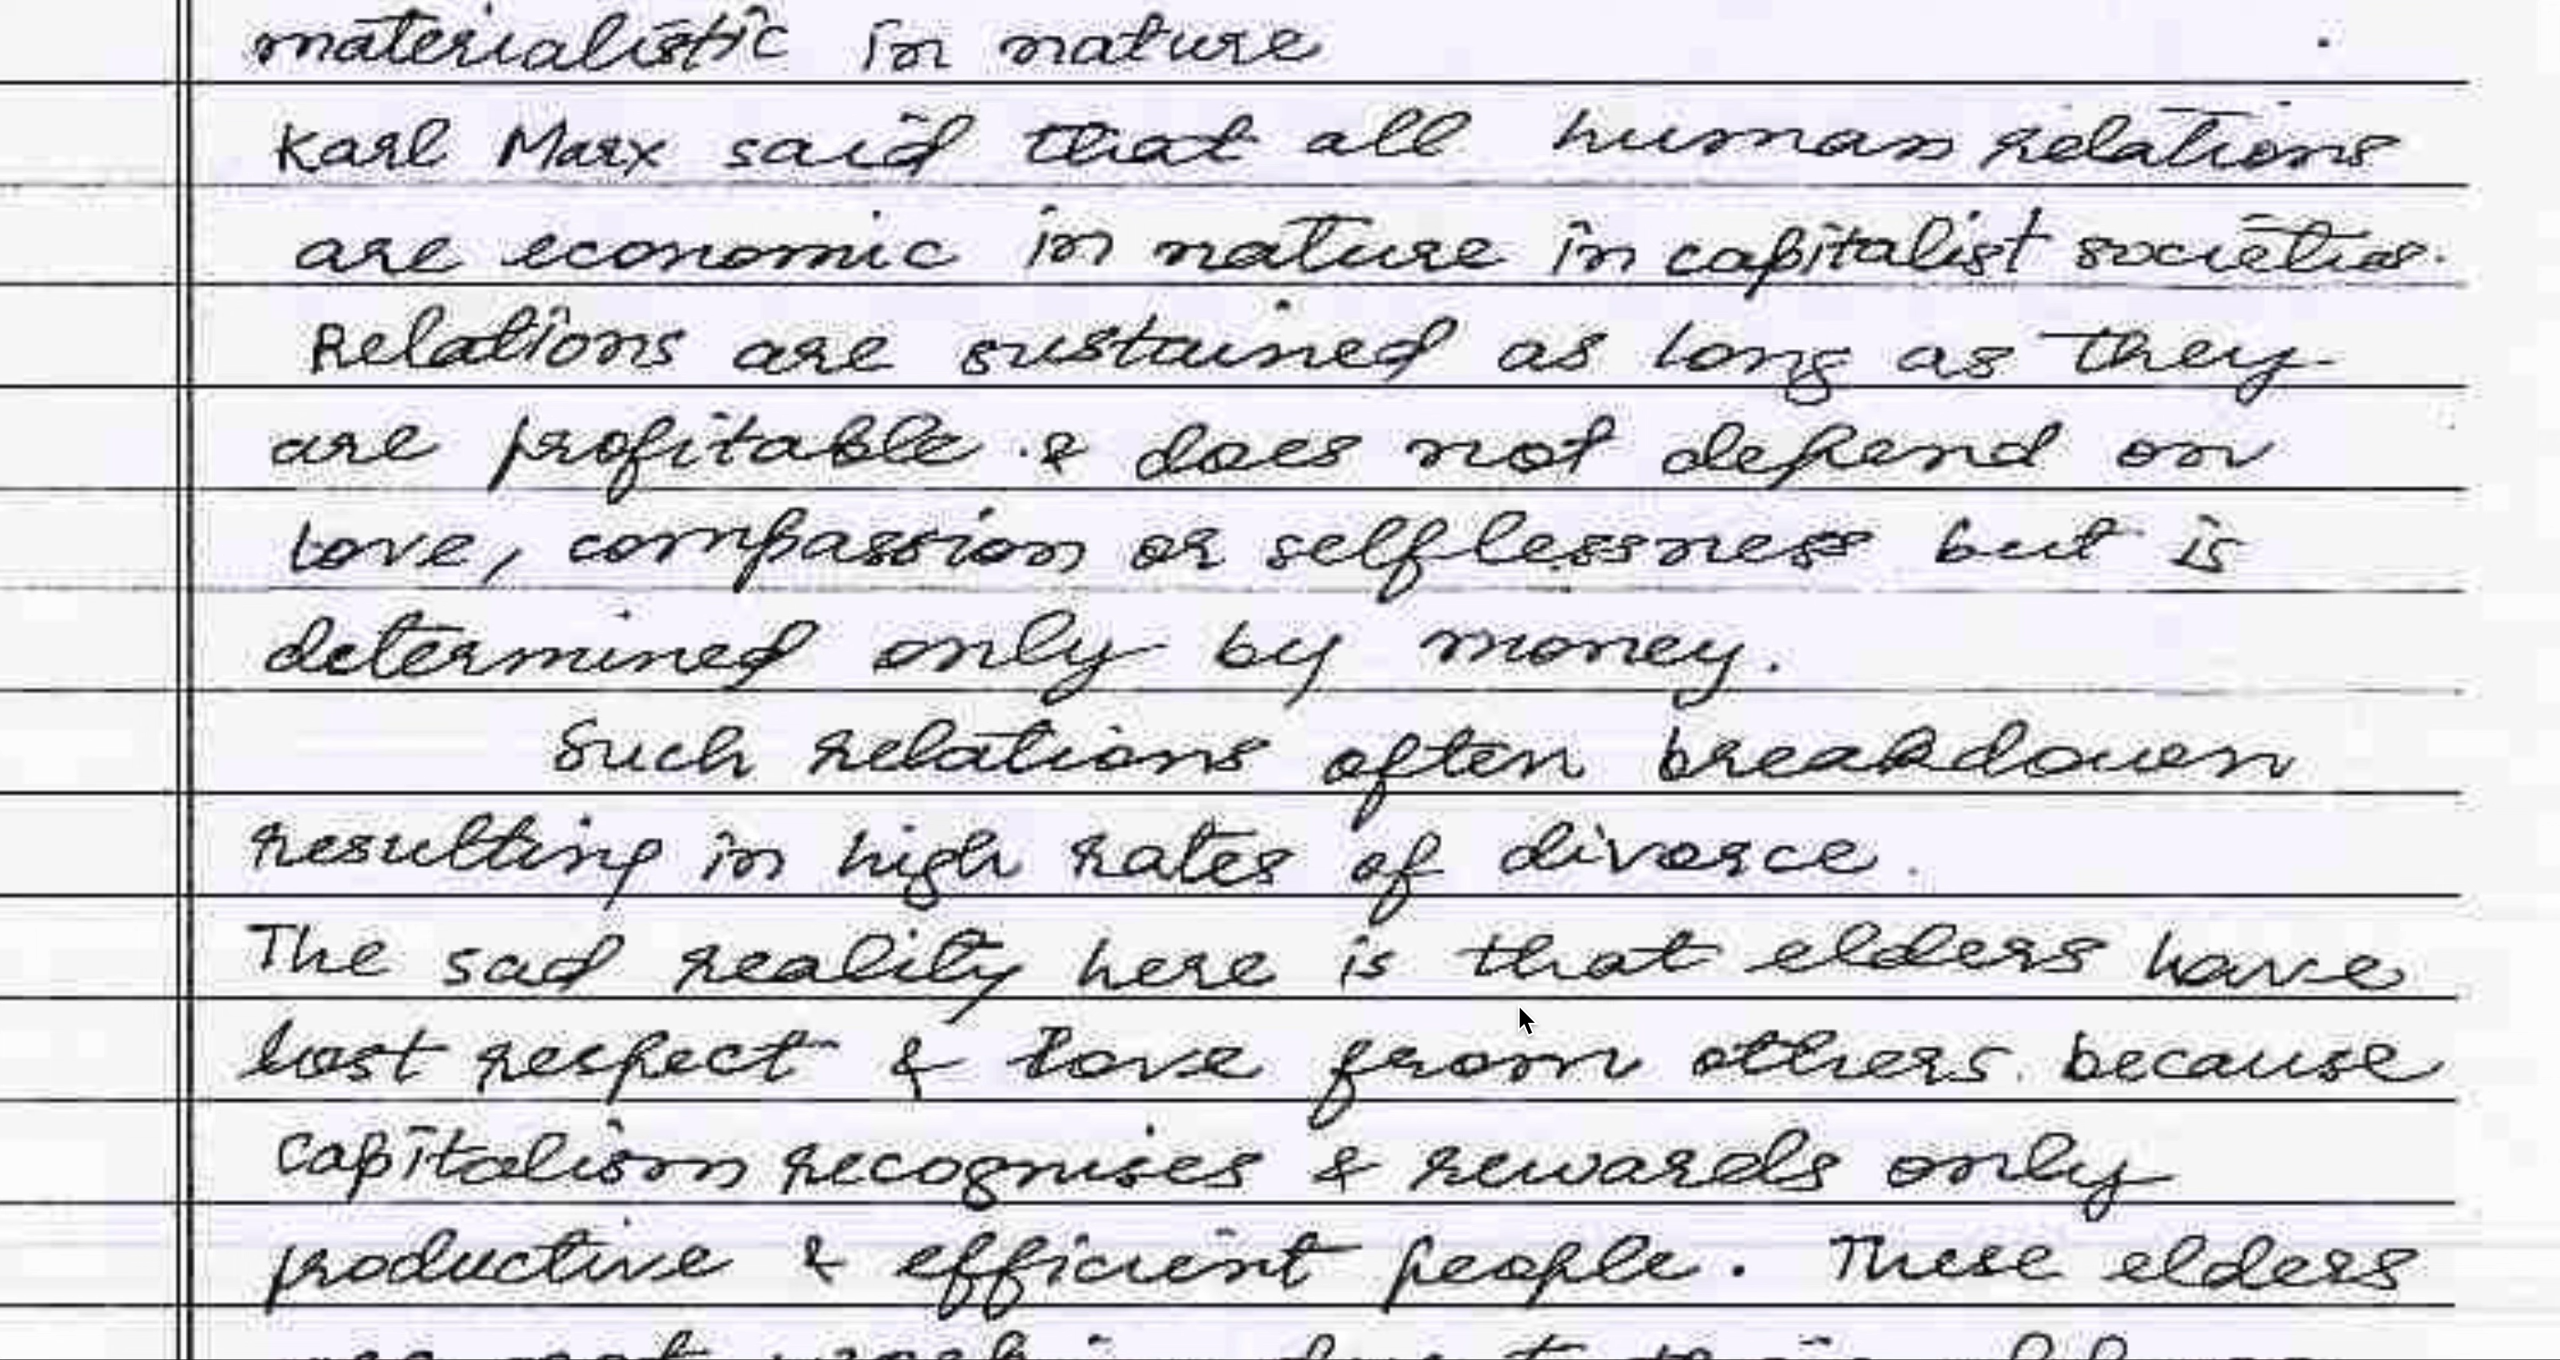 materialistic in nature
Karl Marx said that all human relations
are economic in nature in capitalist societies.
Relations are sustained as long as they
are profitable & does not depend on
love, compassion or selflessness but is
determined only by money.
Such relations often breakdown
resulting in high rates of divorce.
The sad reality here is that elders have
lost respect & love from others because
capitalism recognises & rewards only
productive & efficient people. These elders